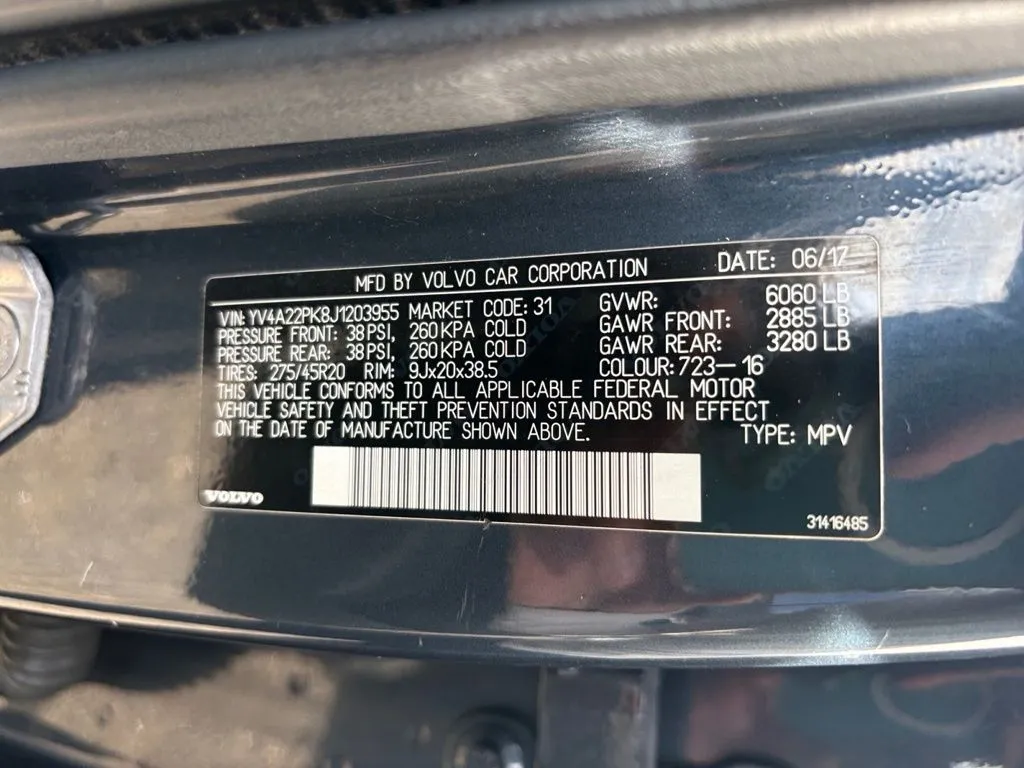 MFD BY VOLVO CAR CORPORATION DATE: 06/17
VIN: YV4A22PK8J1203955 MARKET CODE: 31 GVWR: 6060 LB
PRESSURE FRONT: 38 PSI, 260 KPA COLD GAWR FRONT: 2885 LB
PRESSURE REAR: 38 PSI, 260 KPA COLD GAWR REAR: 3280 LB
TIRES: 275/45R20 RIM: 9Jx20x38.5 COLOUR: 723–16
THIS VEHICLE CONFORMS TO ALL APPLICABLE FEDERAL MOTOR
VEHICLE SAFETY AND THEFT PREVENTION STANDARDS IN EFFECT
ON THE DATE OF MANUFACTURE SHOWN ABOVE. TYPE: MPV
VOLVO
31416485